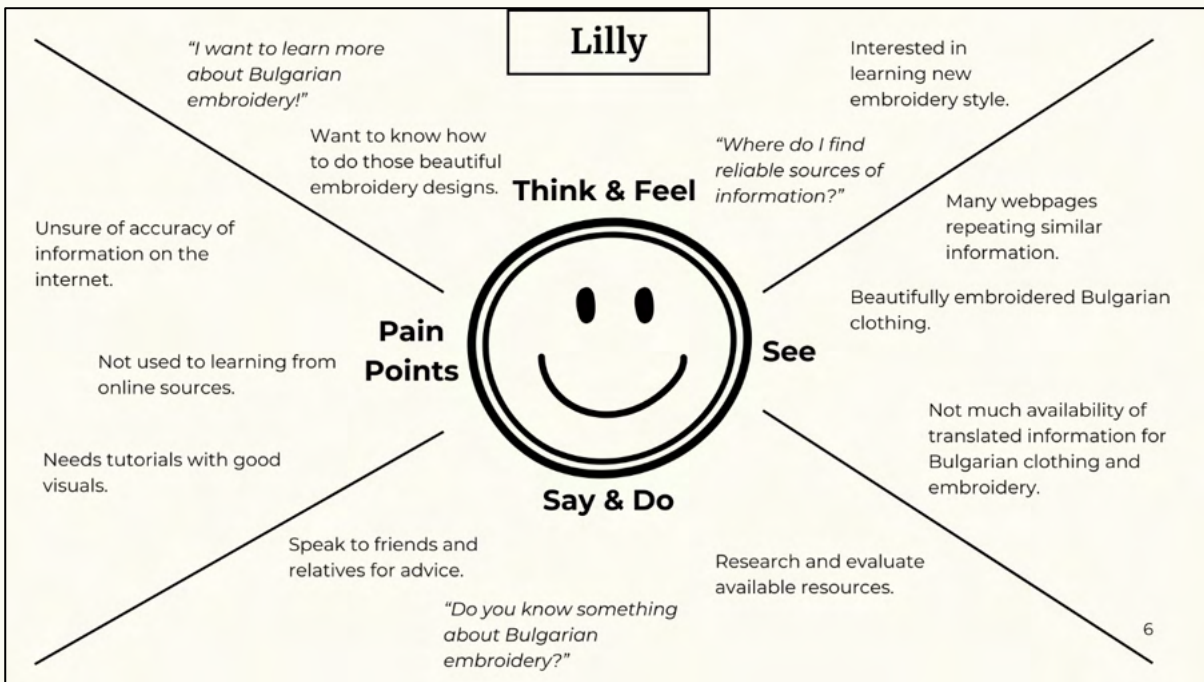 Lilly
“I want to learn more
about Bulgarian
embroidery!”
Want to know how
to do those beautiful
embroidery designs.
Think & Feel
“Where do I find
reliable sources of
information?”
Interested in
learning new
embroidery style.
Many webpages
repeating similar
information.
Beautifully embroidered Bulgarian
clothing.
See
Not much availability of
translated information for
Bulgarian clothing and
embroidery.
Unsure of accuracy of
information on the
internet.
Pain
Points
Not used to learning from
online sources.
Needs tutorials with good
visuals.
Say & Do
Speak to friends and
relatives for advice.
“Do you know something
about Bulgarian
embroidery?”
Research and evaluate
available resources.
6